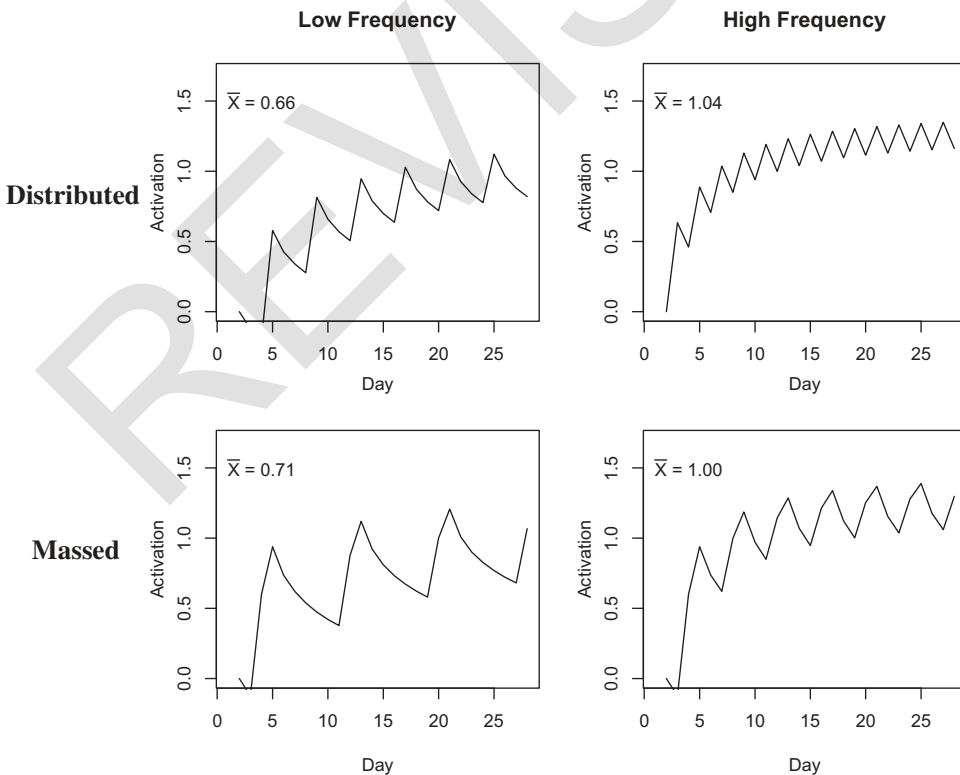 Low Frequency
High Frequency
Distributed
Activation
0.0 0.5 1.0 1.5
X̅ = 0.66
0 5 10 15 20 25
Day
Activation
0.0 0.5 1.0 1.5
X̅ = 1.04
0 5 10 15 20 25
Day
Massed
Activation
0.0 0.5 1.0 1.5
X̅ = 0.71
0 5 10 15 20 25
Day
Activation
0.0 0.5 1.0 1.5
X̅ = 1.00
0 5 10 15 20 25
Day
REVIS